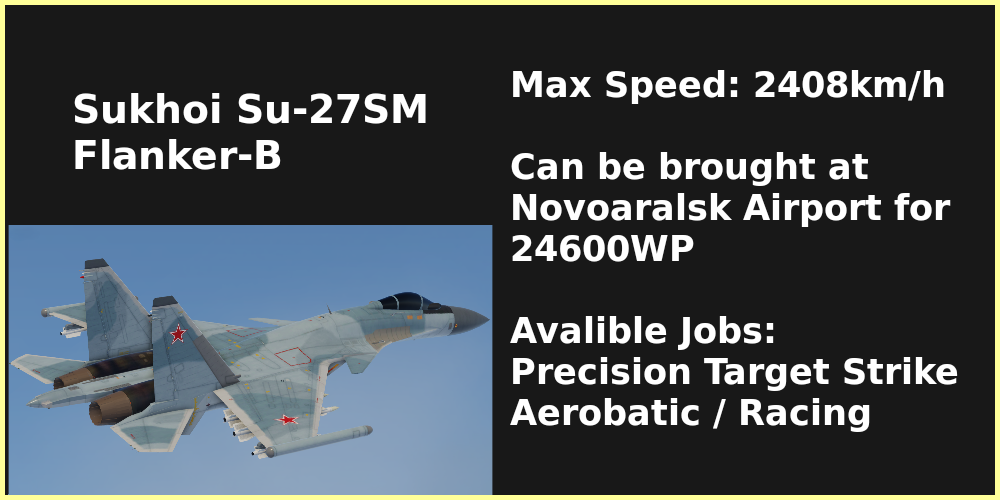 Sukhoi Su-27SM
Flanker-B
Max Speed: 2408km/h
Can be brought at
Novoaralsk Airport for
24600WP
Avalible Jobs:
Precision Target Strike
Aerobatic / Racing